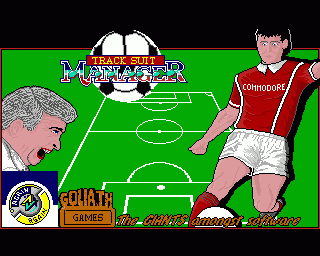 TRACK SUIT
MANAGER
COMMODORE
GOLIATH
GAMES
The GIANTS amongst software